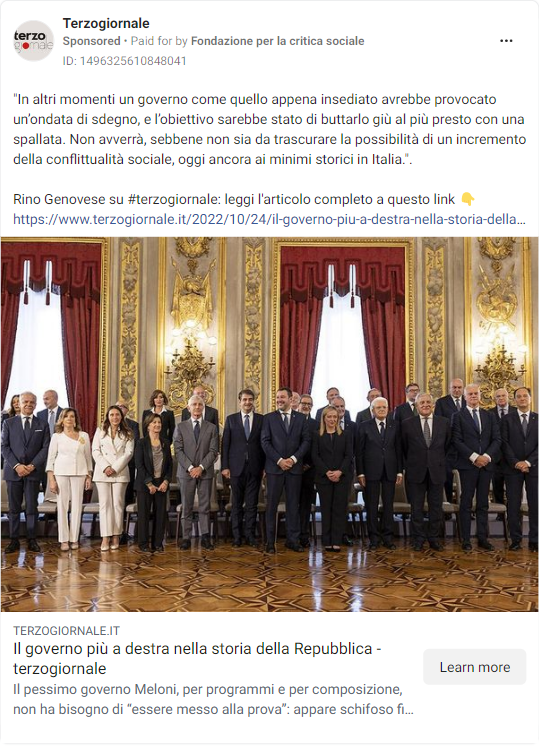 terzo
giornale
Terzogiornale
Sponsored • Paid for by Fondazione per la critica sociale
ID: 1496325610848041
"In altri momenti un governo come quello appena insediato avrebbe provocato
un’ondata di sdegno, e l’obiettivo sarebbe stato di buttarlo giù al più presto con una
spallata. Non avverrà, sebbene non sia da trascurare la possibilità di un incremento
della conflittualità sociale, oggi ancora ai minimi storici in Italia.".
Rino Genovese su #terzogiornale: leggi l'articolo completo a questo link 👇
https://www.terzogiornale.it/2022/10/24/il-governo-piu-a-destra-nella-storia-della...
TERZOGIORNALE.IT
Il governo più a destra nella storia della Repubblica -
terzogiornale
Il pessimo governo Meloni, per programmi e per composizione,
non ha bisogno di “essere messo alla prova”: appare schifoso fi...
Learn more